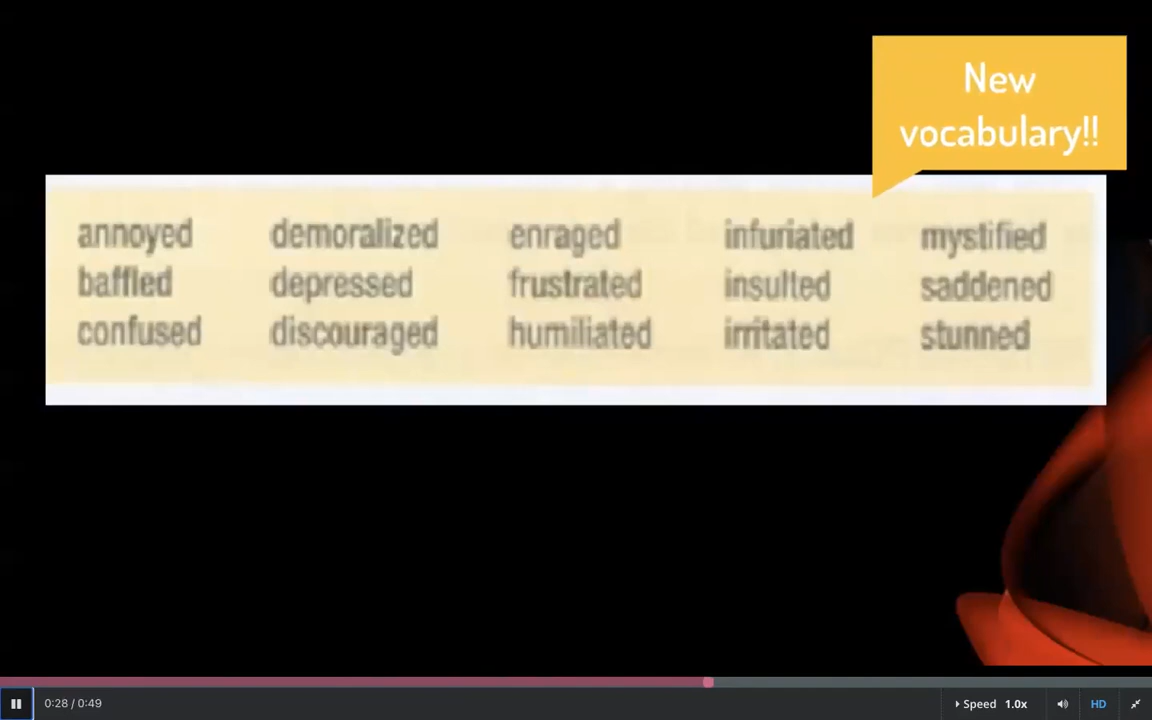 New
vocabulary!!
annoyed demoralized enraged infuriated mystified
baffled depressed frustrated insulted saddened
confused discouraged humiliated irritated stunned
0:28 / 0:49 Speed 1.0x HD